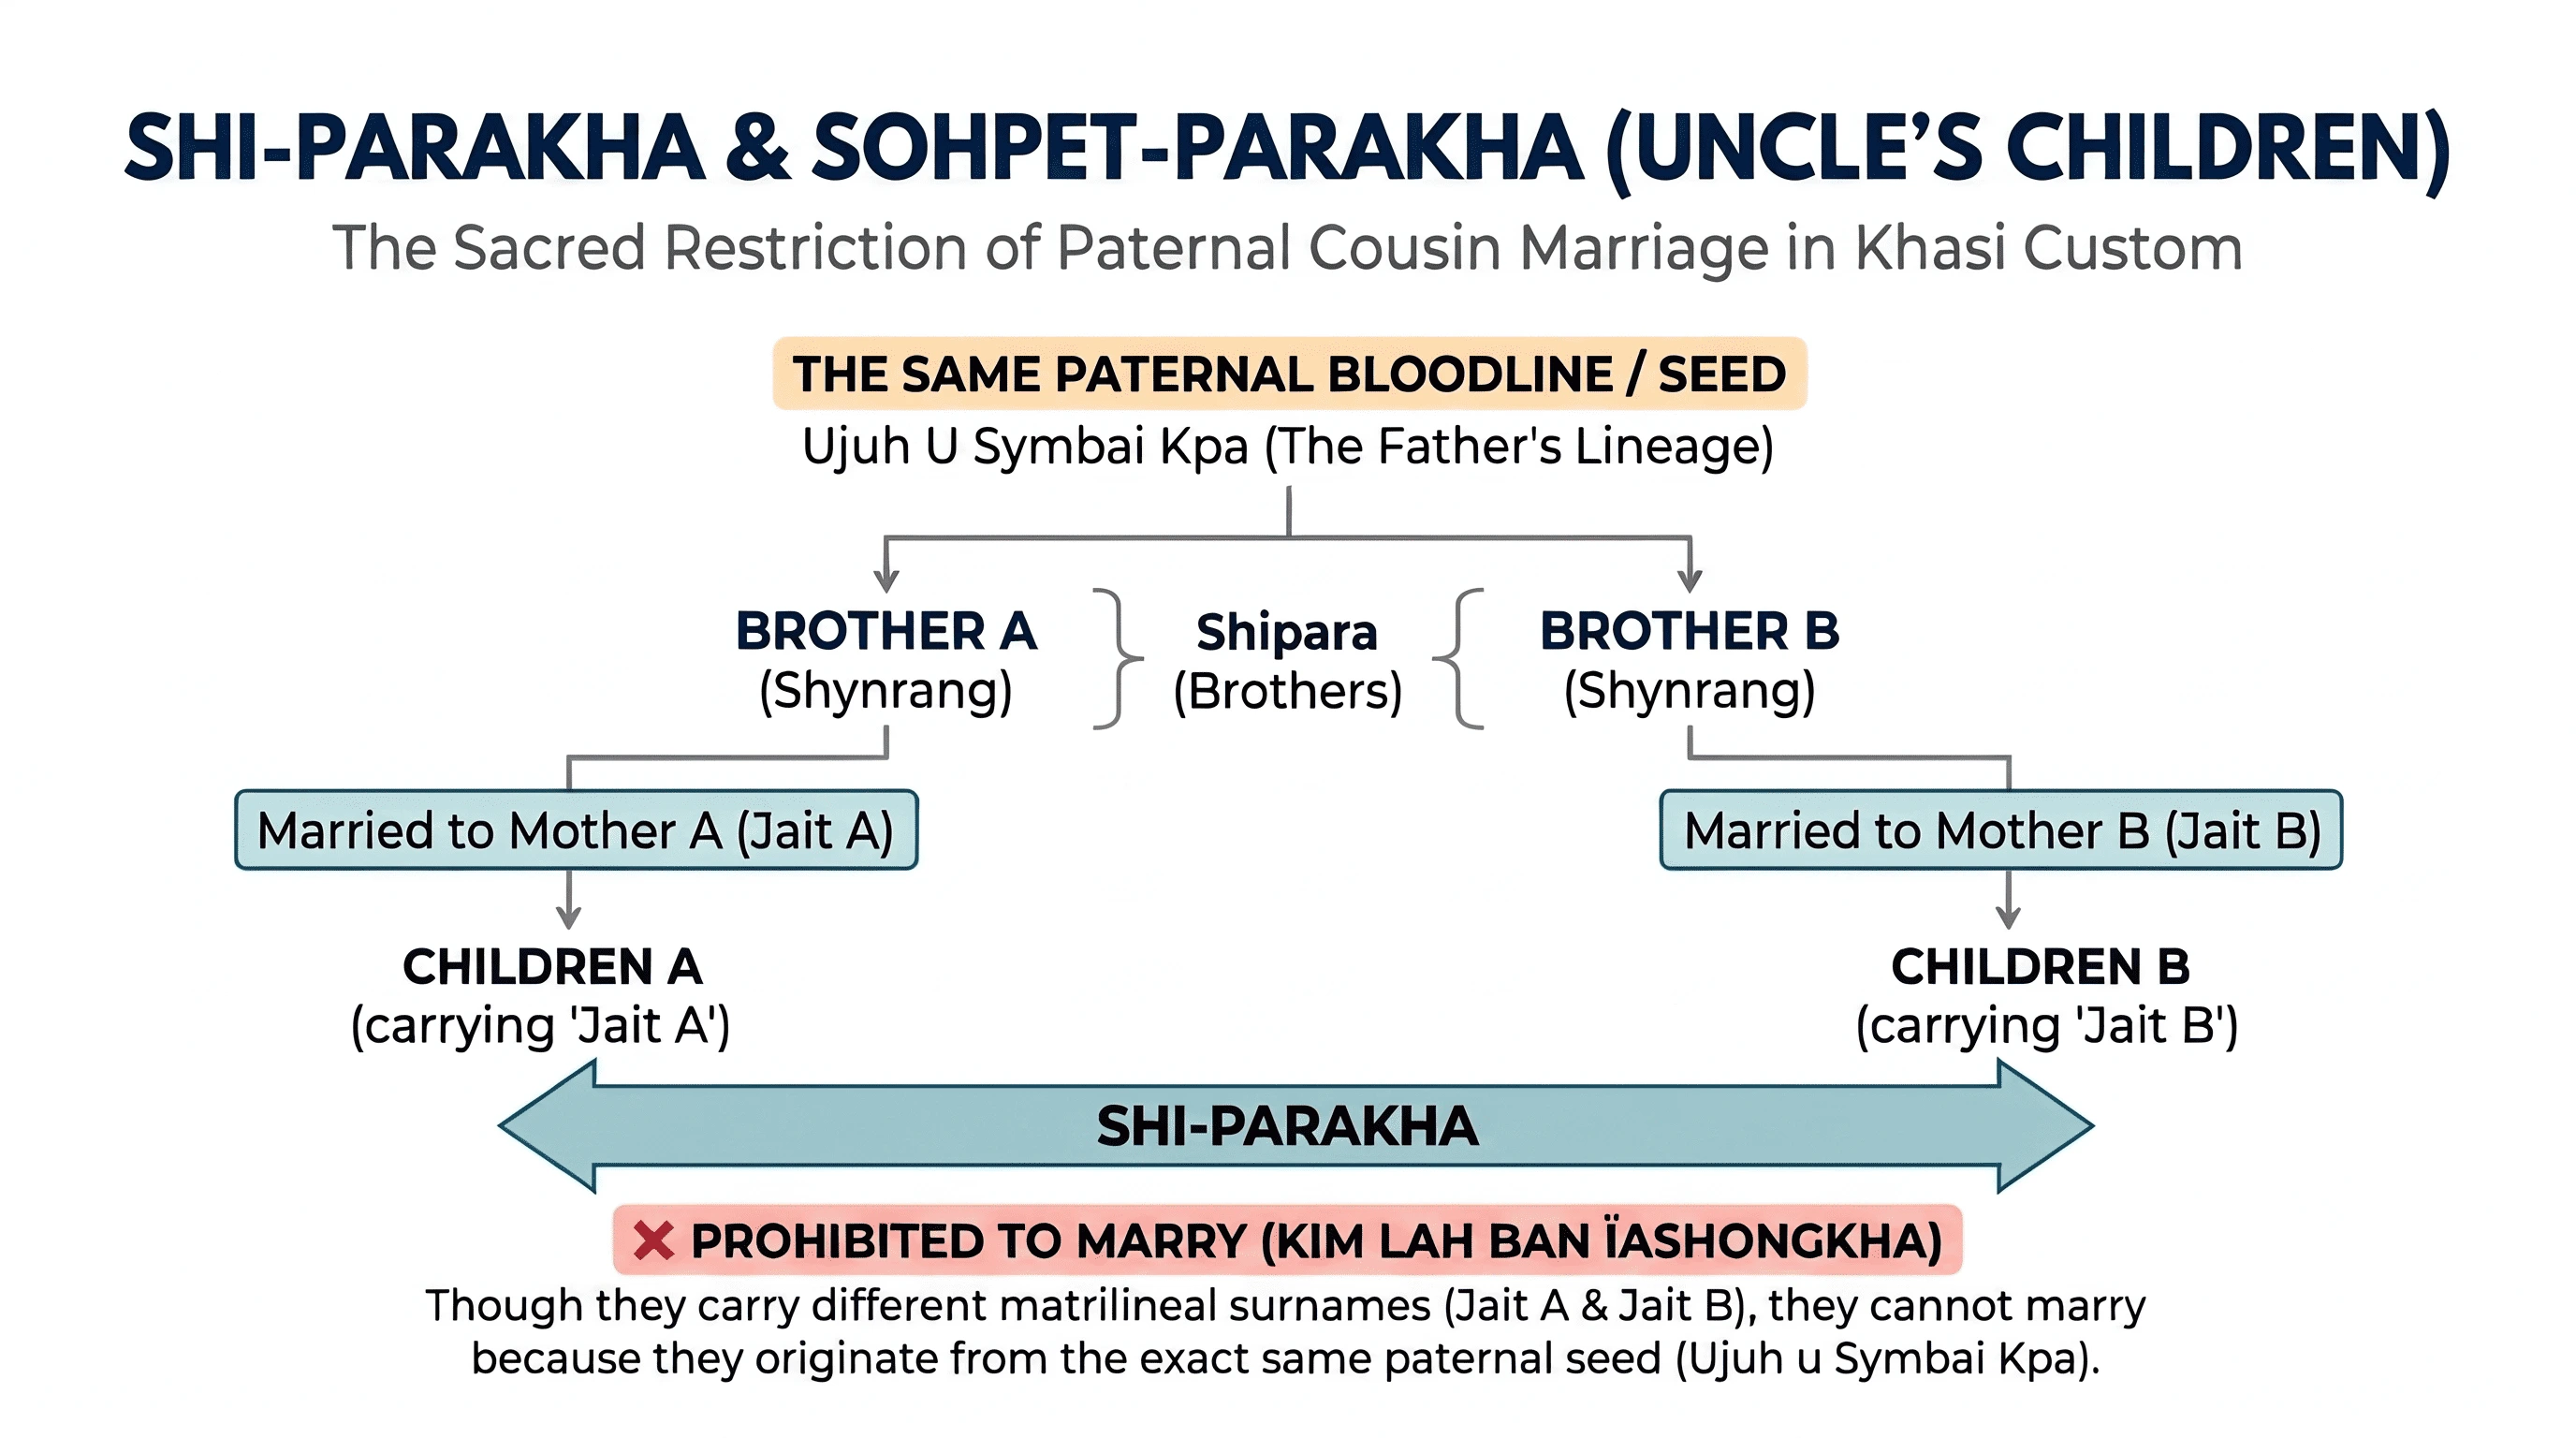 SHI-PARAKHA & SOHPET-PARAKHA (UNCLE’S CHILDREN)
The Sacred Restriction of Paternal Cousin Marriage in Khasi Custom
THE SAME PATERNAL BLOODLINE / SEED
Ujuh U Symbai Kpa (The Father's Lineage)
BROTHER A
(Shynrang)
Shipara
(Brothers)
BROTHER B
(Shynrang)
Married to Mother A (Jait A)
Married to Mother B (Jait B)
CHILDREN A
(carrying 'Jait A')
CHILDREN B
(carrying 'Jait B')
SHI-PARAKHA
❌ PROHIBITED TO MARRY (KIM LAH BAN ÏASHONGKHA)
Though they carry different matrilineal surnames (Jait A & Jait B), they cannot marry
because they originate from the exact same paternal seed (Ujuh u Symbai Kpa).